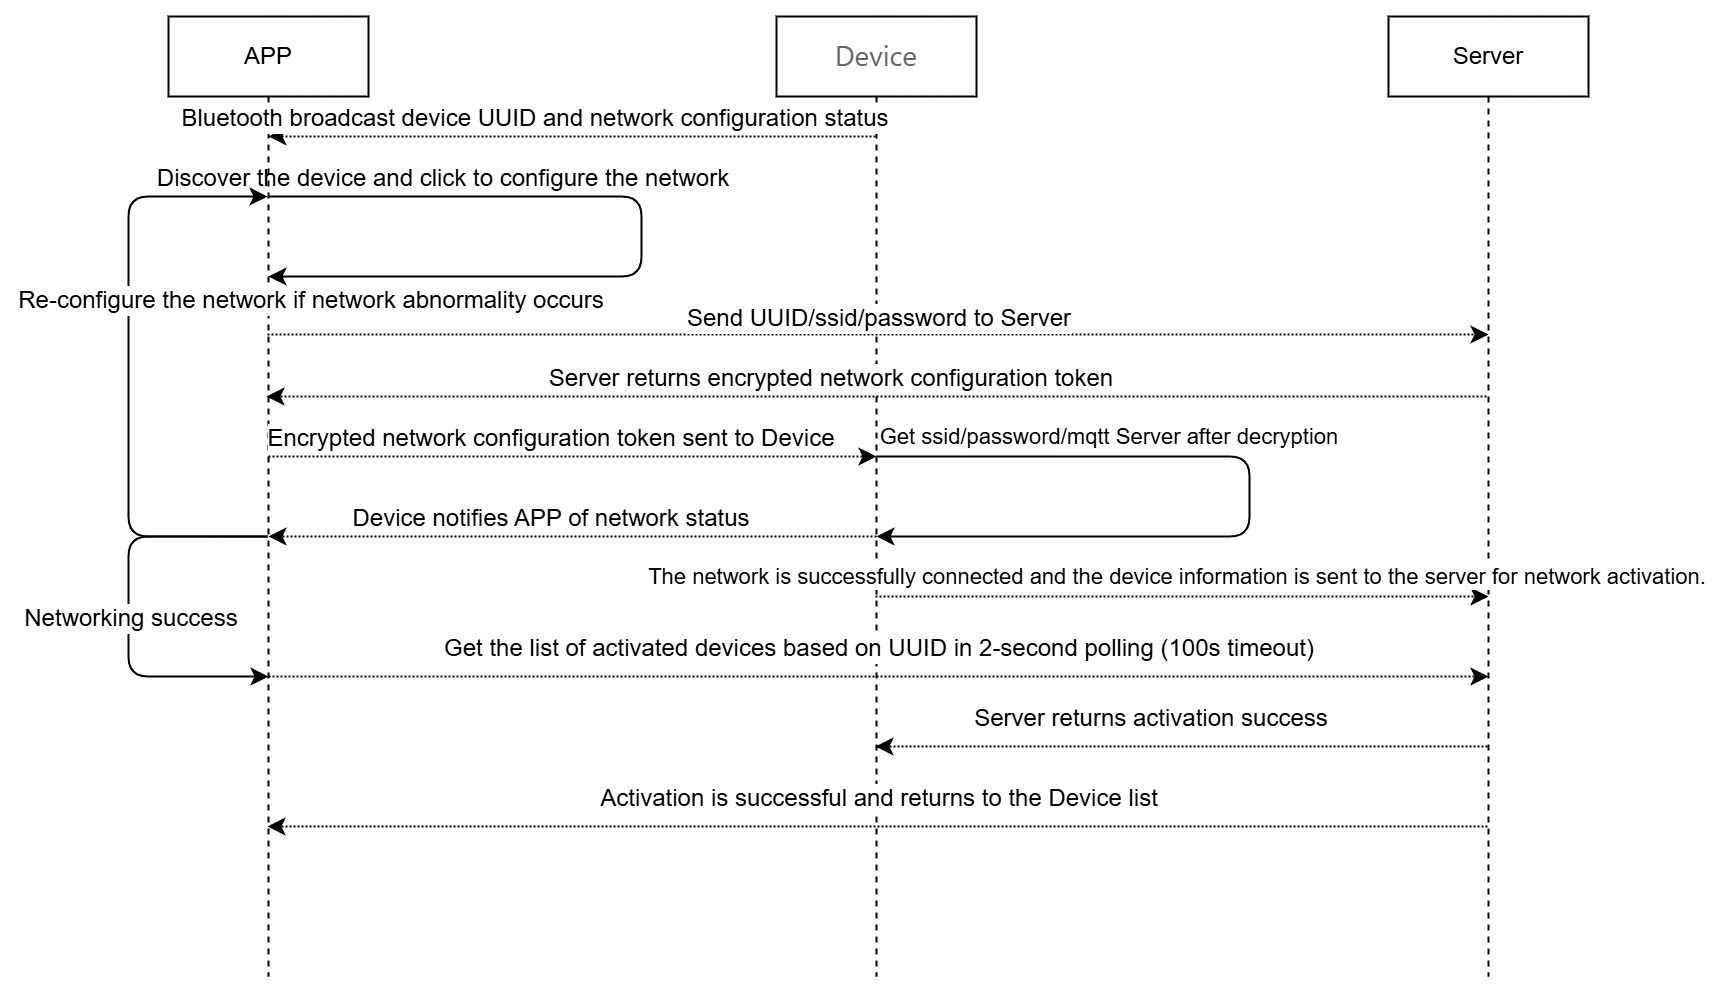 APP
Device
Server
Bluetooth broadcast device UUID and network configuration status
Discover the device and click to configure the network
Re-configure the network if network abnormality occurs
Send UUID/ssid/password to Server
Server returns encrypted network configuration token
Encrypted network configuration token sent to Device
Get ssid/password/mqtt Server after decryption
Device notifies APP of network status
The network is successfully connected and the device information is sent to the server for network activation.
Networking success
Get the list of activated devices based on UUID in 2-second polling (100s timeout)
Server returns activation success
Activation is successful and returns to the Device list